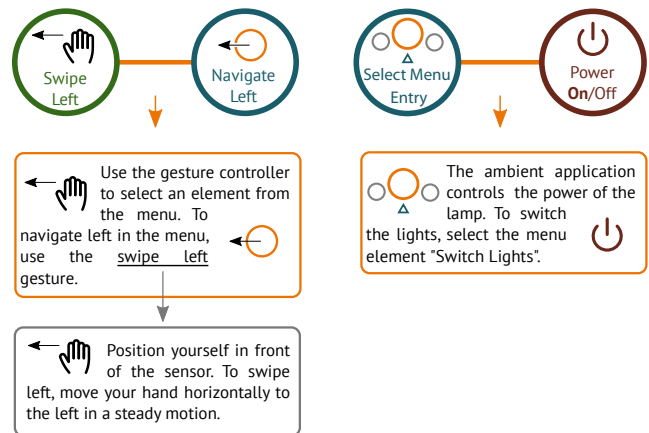 Swipe
Left
Navigate
Left
Select Menu
Entry
Power
On/Off
Use the gesture controller
to select an element from
the menu. To
navigate left in the menu,
use the swipe left
gesture.
Position yourself in front
of the sensor. To swipe
left, move your hand horizontally to
the left in a steady motion.
The ambient application
controls the power of the
lamp. To switch
the lights, select the menu
element "Switch Lights".